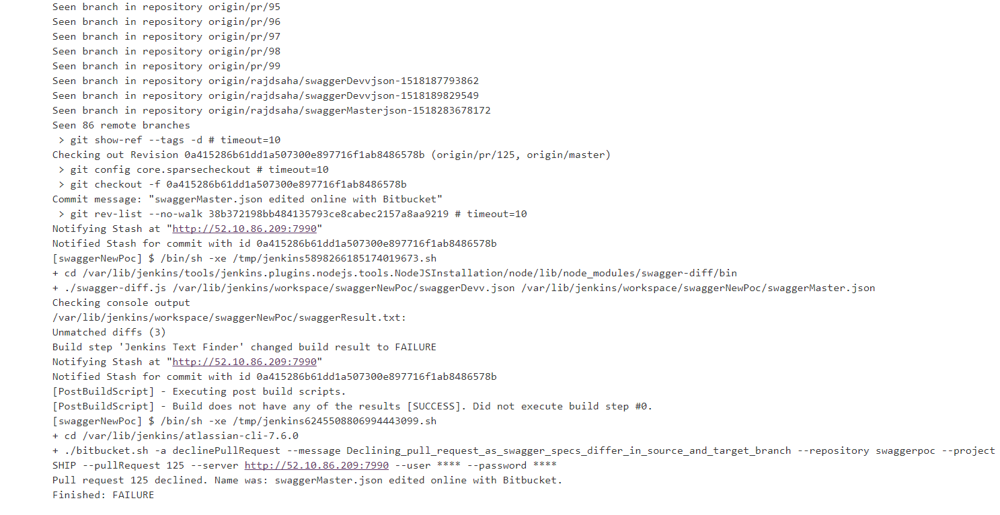 Seen branch in repository origin/pr/95
Seen branch in repository origin/pr/96
Seen branch in repository origin/pr/97
Seen branch in repository origin/pr/98
Seen branch in repository origin/pr/99
Seen branch in repository origin/rajdsaha/swaggerDevvjson-1518187793862
Seen branch in repository origin/rajdsaha/swaggerDevvjson-1518189829549
Seen branch in repository origin/rajdsaha/swaggerMasterjson-1518283678172
Seen 86 remote branches
 > git show-ref --tags -d # timeout=10
Checking out Revision 0a415286b61dd1a507300e897716f1ab8486578b (origin/pr/125, origin/master)
 > git config core.sparsecheckout # timeout=10
 > git checkout -f 0a415286b61dd1a507300e897716f1ab8486578b
Commit message: "swaggerMaster.json edited online with Bitbucket"
 > git rev-list --no-walk 38b372198bb484135793ce8cabec2157a8aa9219 # timeout=10
Notifying Stash at "http://52.10.86.209:7990"
Notified Stash for commit with id 0a415286b61dd1a507300e897716f1ab8486578b
[swaggerNewPoc] $ /bin/sh -xe /tmp/jenkins5898266185174019673.sh
+ cd /var/lib/jenkins/tools/jenkins.plugins.nodejs.tools.NodeJSInstallation/node/lib/node_modules/swagger-diff/bin
+ ./swagger-diff.js /var/lib/jenkins/workspace/swaggerNewPoc/swaggerDevv.json /var/lib/jenkins/workspace/swaggerNewPoc/swaggerMaster.json
Checking console output
/var/lib/jenkins/workspace/swaggerNewPoc/swaggerResult.txt:
Unmatched diffs (3)
Build step 'Jenkins Text Finder' changed build result to FAILURE
Notifying Stash at "http://52.10.86.209:7990"
Notified Stash for commit with id 0a415286b61dd1a507300e897716f1ab8486578b
[PostBuildScript] - Executing post build scripts.
[PostBuildScript] - Build does not have any of the results [SUCCESS]. Did not execute build step #0.
[swaggerNewPoc] $ /bin/sh -xe /tmp/jenkins6245508806994443099.sh
+ cd /var/lib/jenkins/atlassian-cli-7.6.0
+ ./bitbucket.sh -a declinePullRequest --message Declining_pull_request_as_swagger_specs_differ_in_source_and_target_branch --repository swaggerpoc --project
SHIP --pullRequest 125 --server http://52.10.86.209:7990 --user **** --password ****
Pull request 125 declined. Name was: swaggerMaster.json edited online with Bitbucket.
Finished: FAILURE